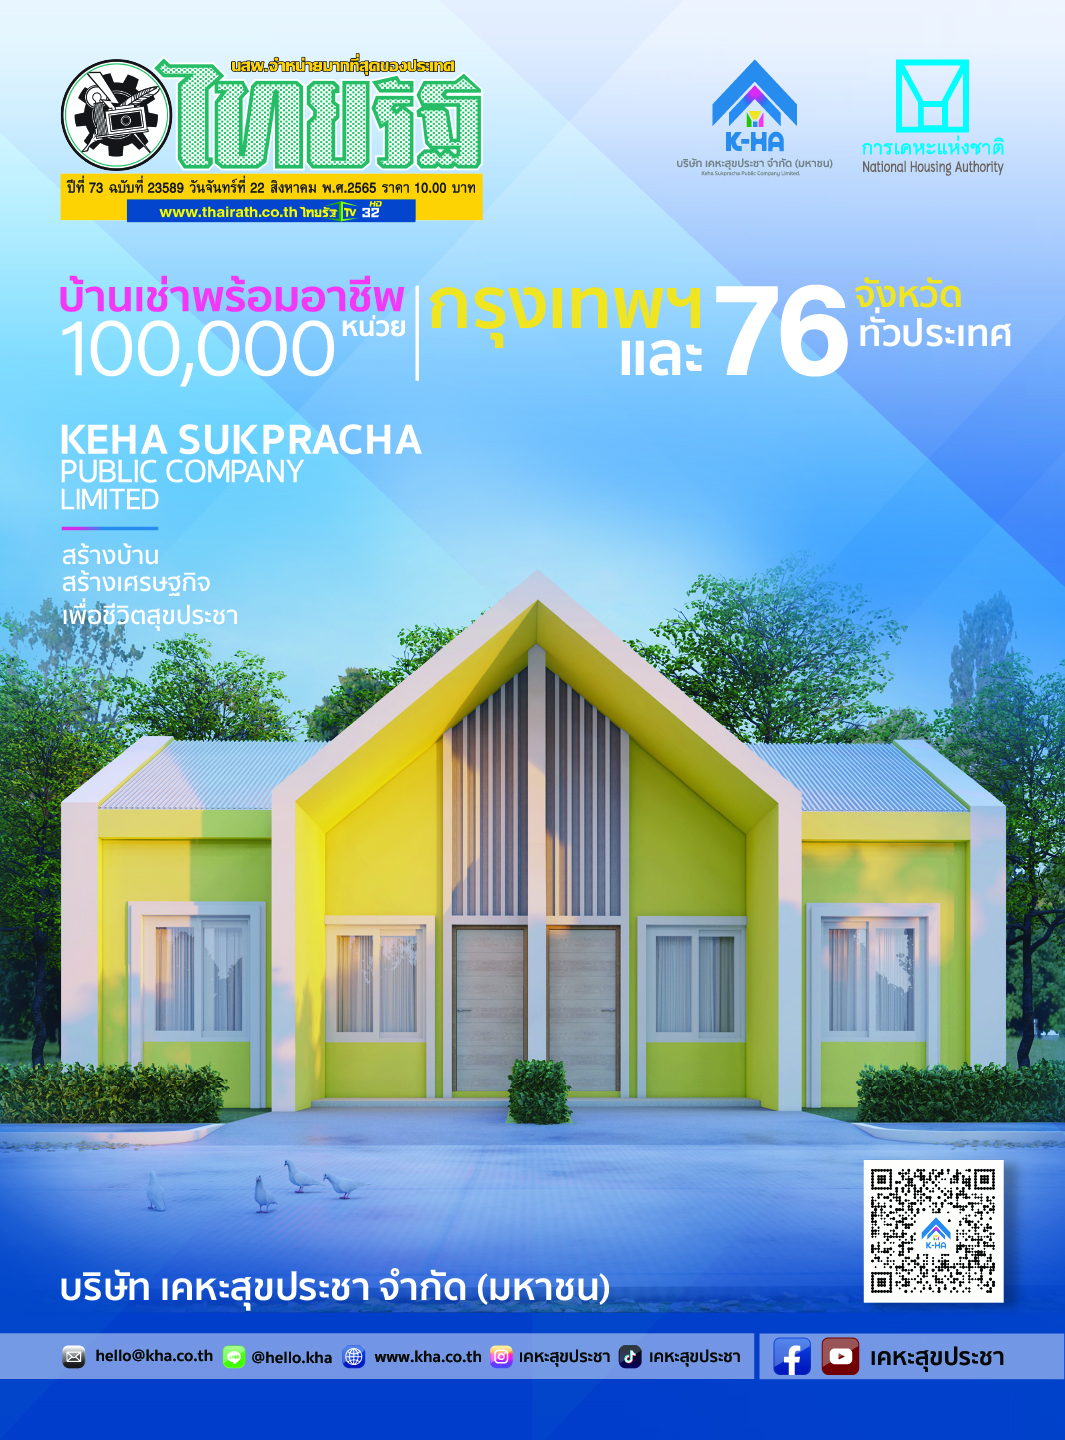 นสพ.จำหน่ายมากที่สุดของประเทศ
ไทยรัฐ
ปีที่ 73 ฉบับที่ 23589 วันจันทร์ที่ 22 สิงหาคม พ.ศ.2565 ราคา 10.00 บาท
www.thairath.co.th ไทยรัฐ TV 32 HD
K-HA
บริษัท เคหะสุขประชา จำกัด (มหาชน)
Keha Sukpracha Public Company Limited.
การเคหะแห่งชาติ
National Housing Authority
บ้านเช่าพร้อมอาชีพ
100,000 หน่วย
กรุงเทพฯ
และ 76 จังหวัด
ทั่วประเทศ
KEHA SUKPRACHA
PUBLIC COMPANY
LIMITED
สร้างบ้าน
สร้างเศรษฐกิจ
เพื่อชีวิตสุขประชา
K-HA
บริษัท เคหะสุขประชา จำกัด (มหาชน)
hello@kha.co.th @hello.kha www.kha.co.th เคหะสุขประชา เคหะสุขประชา เคหะสุขประชา